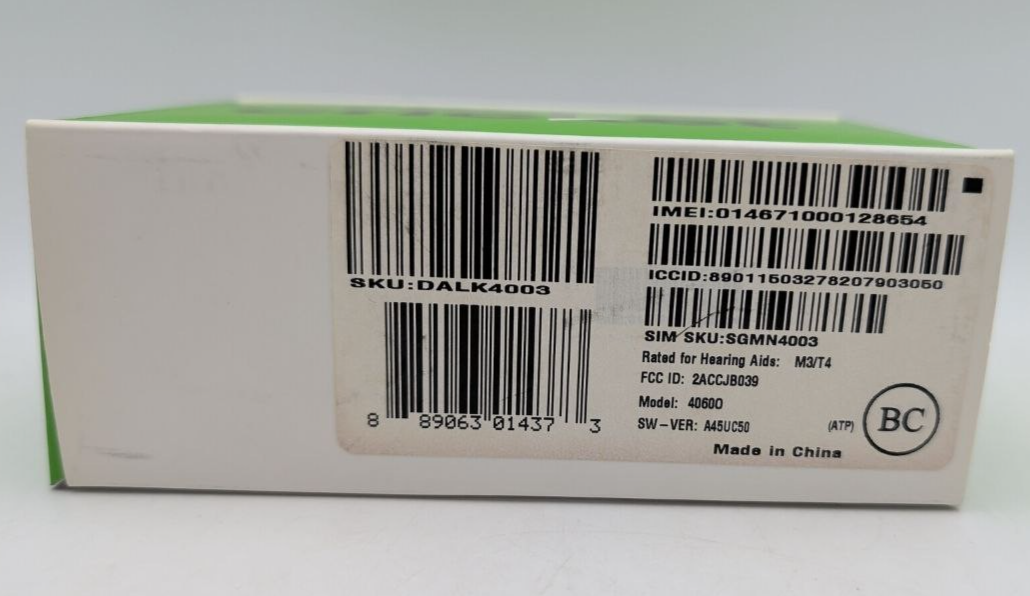 SKU:DALK4003
8 89063 01437 3
IMEI:014671000128654
ICCID:89011503278207903050
SIM SKU:SGMN4003
Rated for Hearing Aids: M3/T4
FCC ID: 2ACCJB039
Model: 4060O
SW-VER: A45UC50
(ATP)
BC
Made in China